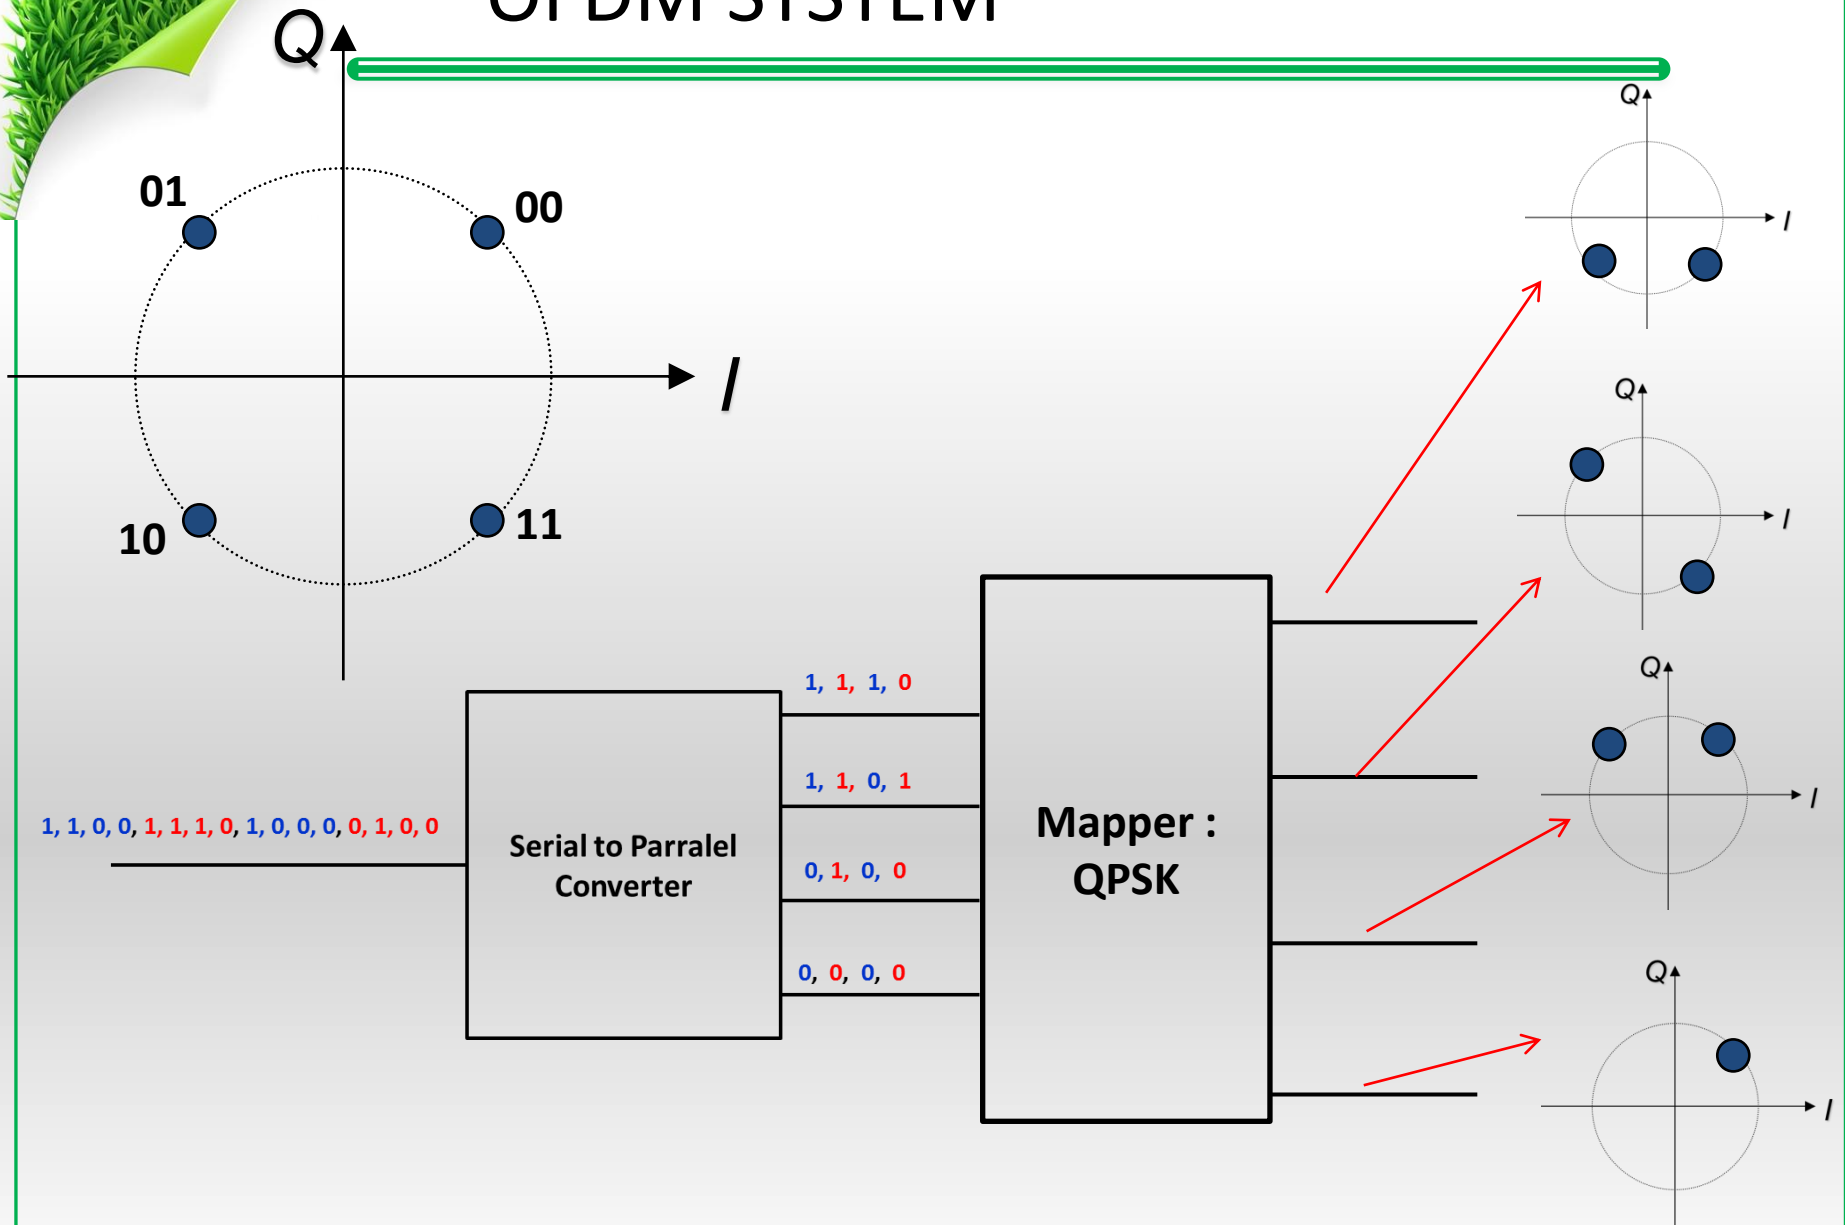 OFDM SYSTEM
Q
01
00
I
10
11
1, 1, 0, 0, 1, 1, 1, 0, 1, 0, 0, 0, 0, 1, 0, 0
Serial to Parralel
Converter
1, 1, 1, 0
1, 1, 0, 1
0, 1, 0, 0
0, 0, 0, 0
Mapper :
QPSK
Q
I
Q
I
Q
I
Q
I